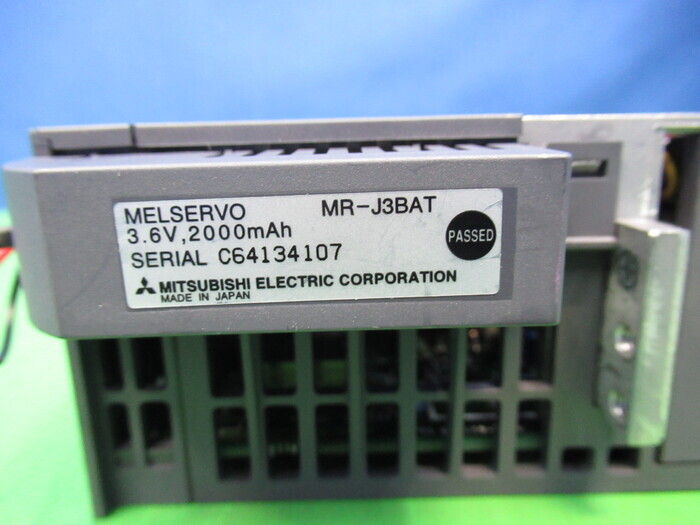 MELSERVO MR-J3BAT
3.6V,2000mAh
PASSED
SERIAL C64134107
MITSUBISHI ELECTRIC CORPORATION
MADE IN JAPAN